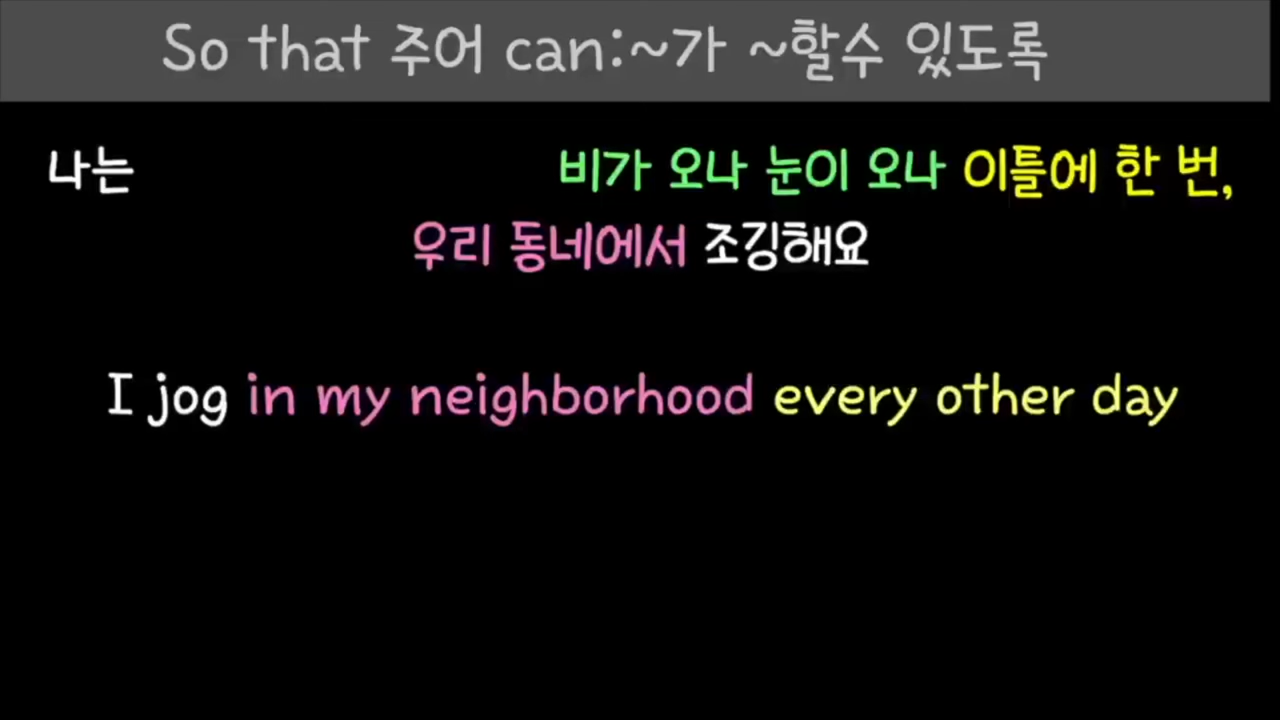 So that 주어 can:~가 ~할수 있도록
나는 비가 오나 눈이 오나 이틀에 한 번,
우리 동네에서 조깅해요
I jog in my neighborhood every other day